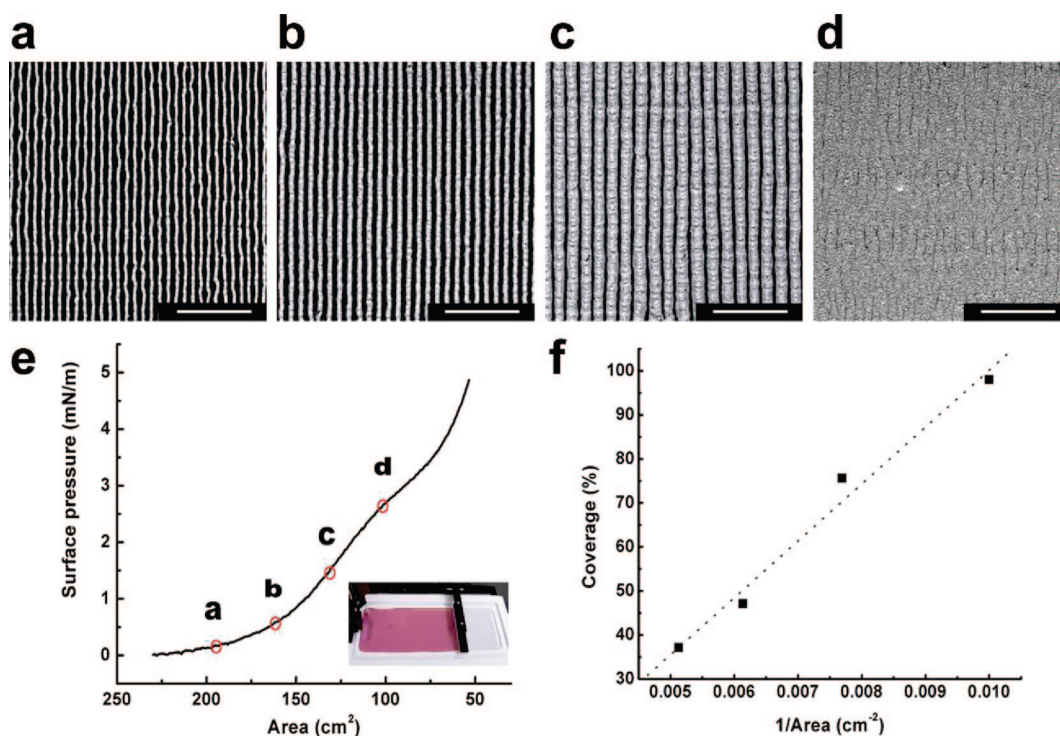 a b c d
e
5
4
3
2
1
0
Surface pressure (mN/m)
a
b
c
d
250 200 150 100 50
Area (cm²)
f
100
90
80
70
60
50
40
30
Coverage (%)
0.005 0.006 0.007 0.008 0.009 0.010
1/Area (cm⁻²)